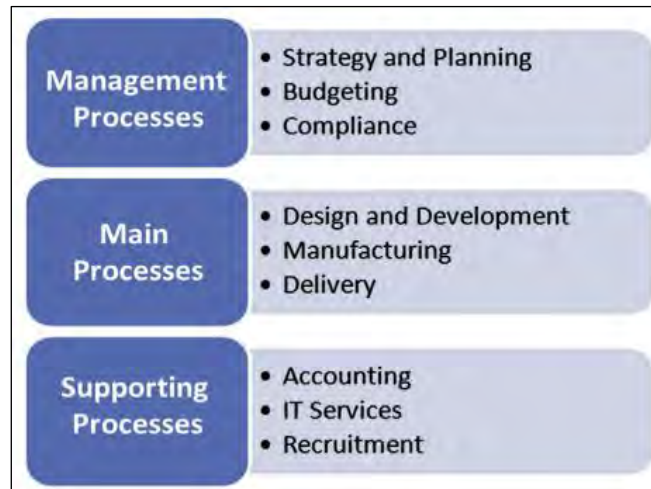 Management
Processes
• Strategy and Planning
• Budgeting
• Compliance
Main
Processes
• Design and Development
• Manufacturing
• Delivery
Supporting
Processes
• Accounting
• IT Services
• Recruitment